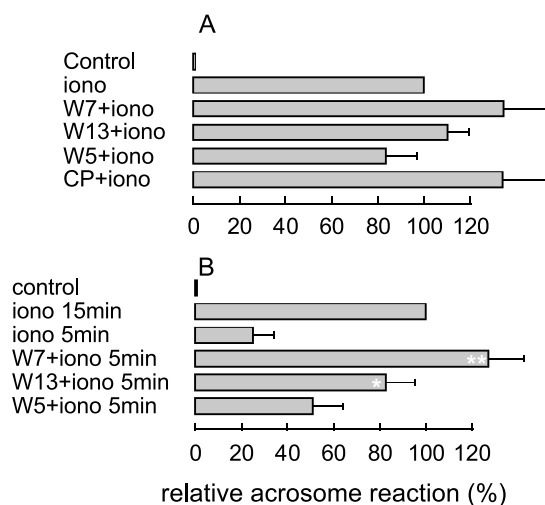 A
Control
iono
W7+iono
W13+iono
W5+iono
CP+iono
0 20 40 60 80 100 120
B
control
iono 15min
iono 5min
W7+iono 5min **
W13+iono 5min *
W5+iono 5min
0 20 40 60 80 100 120
relative acrosome reaction (%)